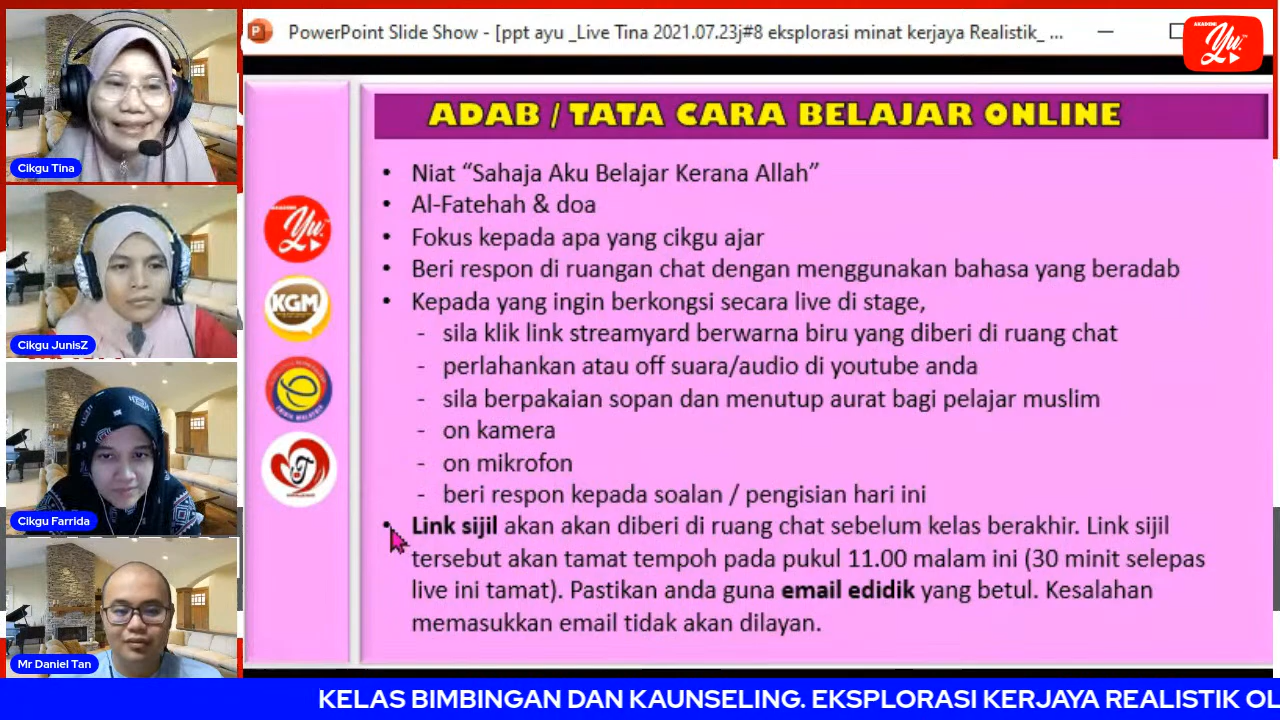 PowerPoint Slide Show - [ppt ayu _Live Tina 2021.07.23j#8 eksplorasi minat kerjaya Realistik_ ...
AKADEMI
Yu
Cikgu Tina
Cikgu JunisZ
Cikgu Farrida
Mr Daniel Tan
AKADEMI
Yu
KGM
ADAB / TATA CARA BELAJAR ONLINE
• Niat “Sahaja Aku Belajar Kerana Allah”
• Al-Fatehah & doa
• Fokus kepada apa yang cikgu ajar
• Beri respon di ruangan chat dengan menggunakan bahasa yang beradab
• Kepada yang ingin berkongsi secara live di stage,
- sila klik link streamyard berwarna biru yang diberi di ruang chat
- perlahankan atau off suara/audio di youtube anda
- sila berpakaian sopan dan menutup aurat bagi pelajar muslim
- on kamera
- on mikrofon
- beri respon kepada soalan / pengisian hari ini
• Link sijil akan akan diberi di ruang chat sebelum kelas berakhir. Link sijil
tersebut akan tamat tempoh pada pukul 11.00 malam ini (30 minit selepas
live ini tamat). Pastikan anda guna email edidik yang betul. Kesalahan
memasukkan email tidak akan dilayan.
KELAS BIMBINGAN DAN KAUNSELING. EKSPLORASI KERJAYA REALISTIK OL